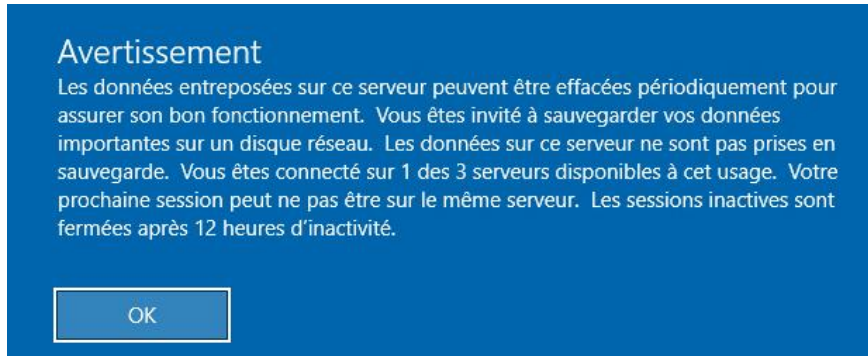 Avertissement
Les données entreposées sur ce serveur peuvent être effacées périodiquement pour
assurer son bon fonctionnement.  Vous êtes invité à sauvegarder vos données
importantes sur un disque réseau.  Les données sur ce serveur ne sont pas prises en
sauvegarde.  Vous êtes connecté sur 1 des 3 serveurs disponibles à cet usage.  Votre
prochaine session peut ne pas être sur le même serveur.  Les sessions inactives sont
fermées après 12 heures d’inactivité.
OK